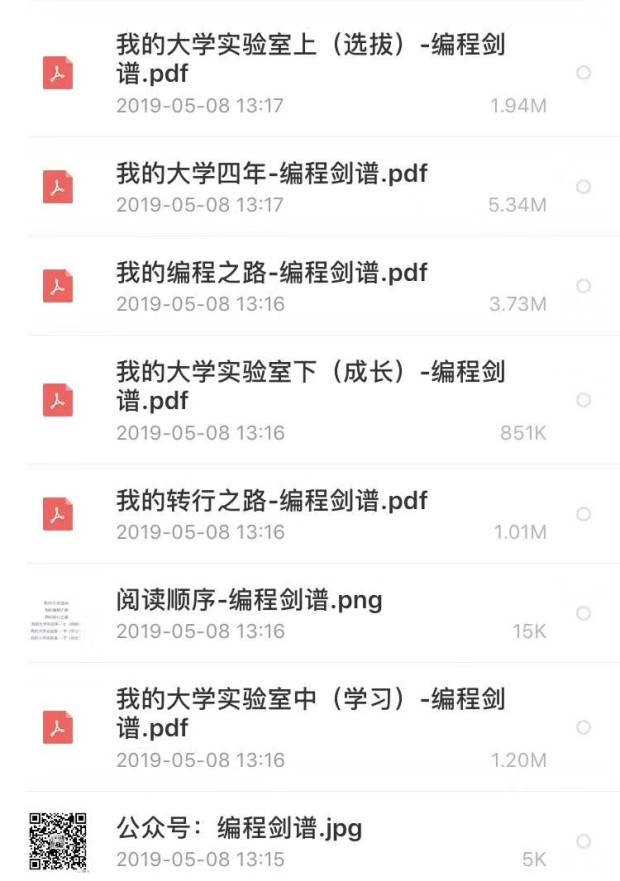 我的大学实验室上（选拔）-编程剑
谱.pdf
2019-05-08 13:17
1.94M
我的大学四年-编程剑谱.pdf
2019-05-08 13:17
5.34M
我的编程之路-编程剑谱.pdf
2019-05-08 13:16
3.73M
我的大学实验室下（成长）-编程剑
谱.pdf
2019-05-08 13:16
851K
我的转行之路-编程剑谱.pdf
2019-05-08 13:16
1.01M
阅读顺序-编程剑谱.png
2019-05-08 13:16
15K
我的大学实验室中（学习）-编程剑
谱.pdf
2019-05-08 13:16
1.20M
公众号：编程剑谱.jpg
2019-05-08 13:15
5K